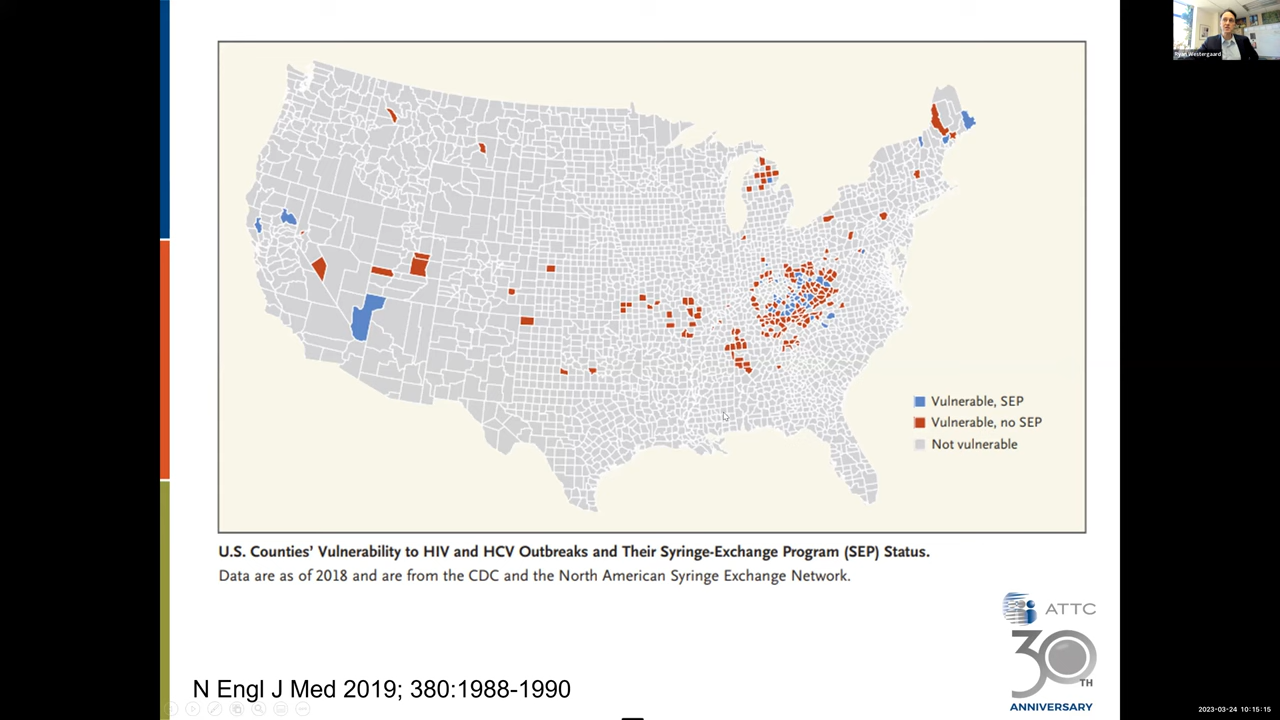 Ryan Westergaard
Vulnerable, SEP
Vulnerable, no SEP
Not vulnerable
U.S. Counties’ Vulnerability to HIV and HCV Outbreaks and Their Syringe-Exchange Program (SEP) Status.
Data are as of 2018 and are from the CDC and the North American Syringe Exchange Network.
ATTC
30
TH
ANNIVERSARY
N Engl J Med 2019; 380:1988-1990
2023-03-24 10:15:15